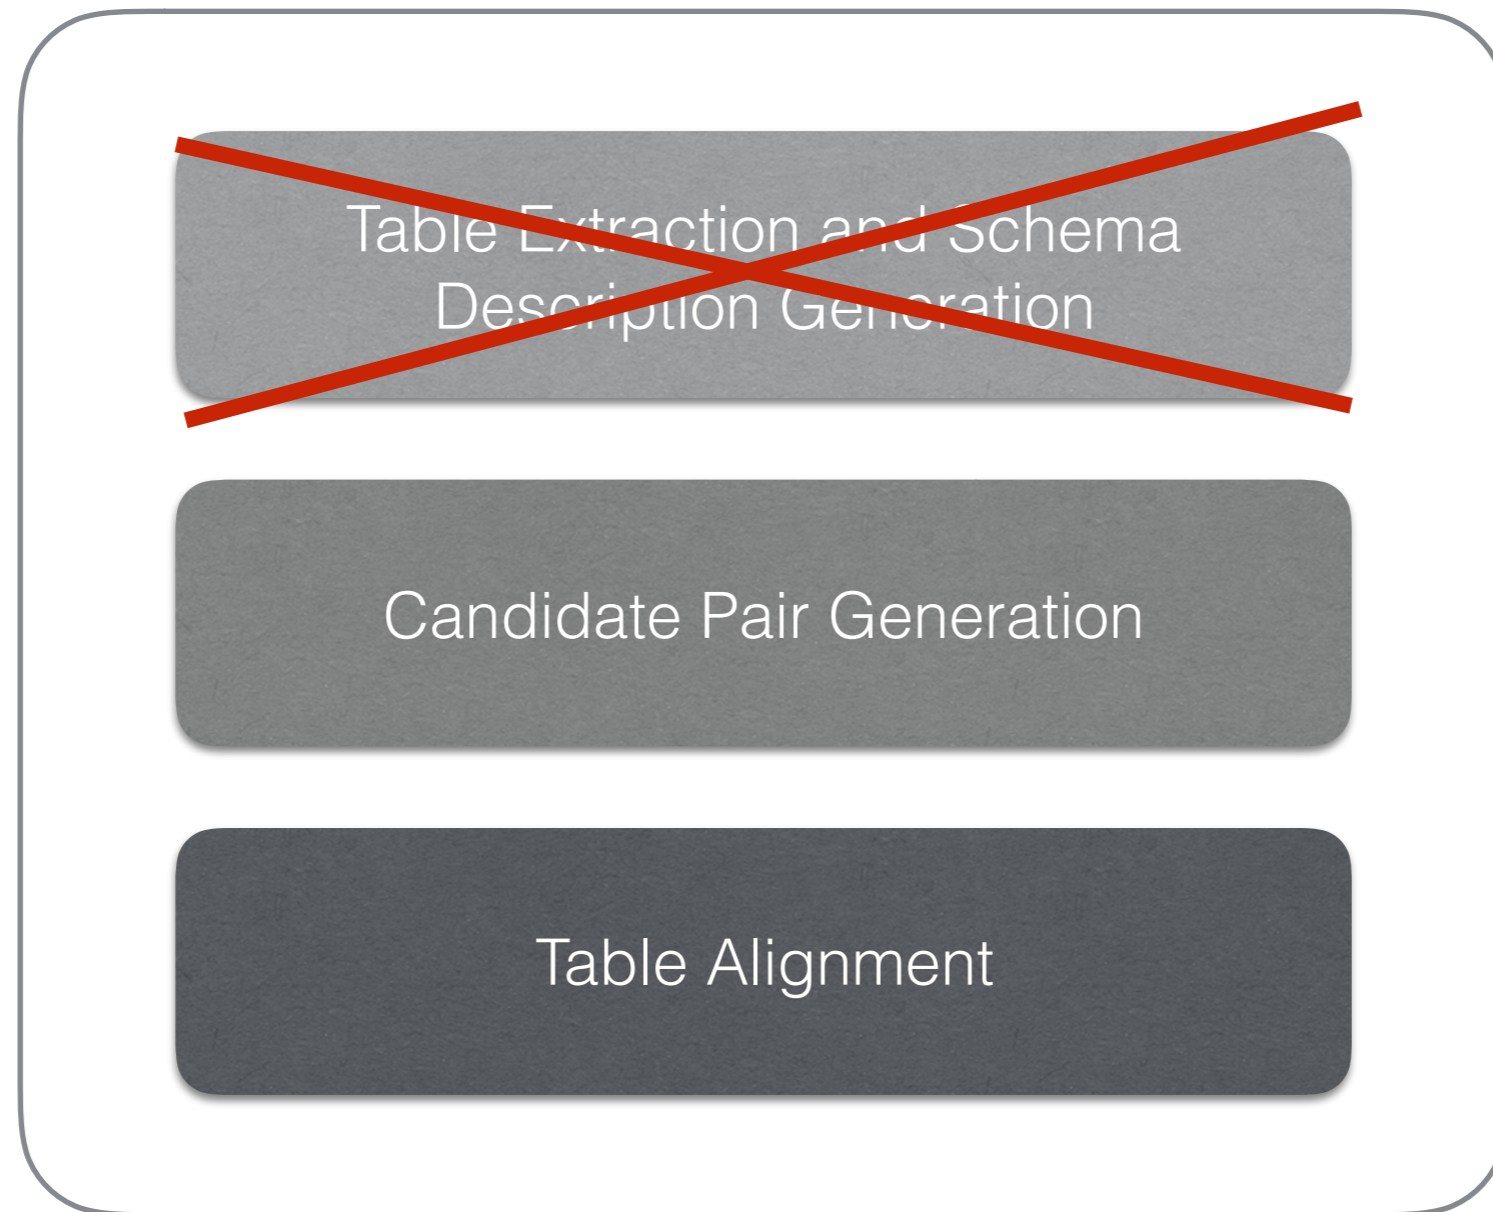 Table Extraction and Schema
Description Generation
Candidate Pair Generation
Table Alignment